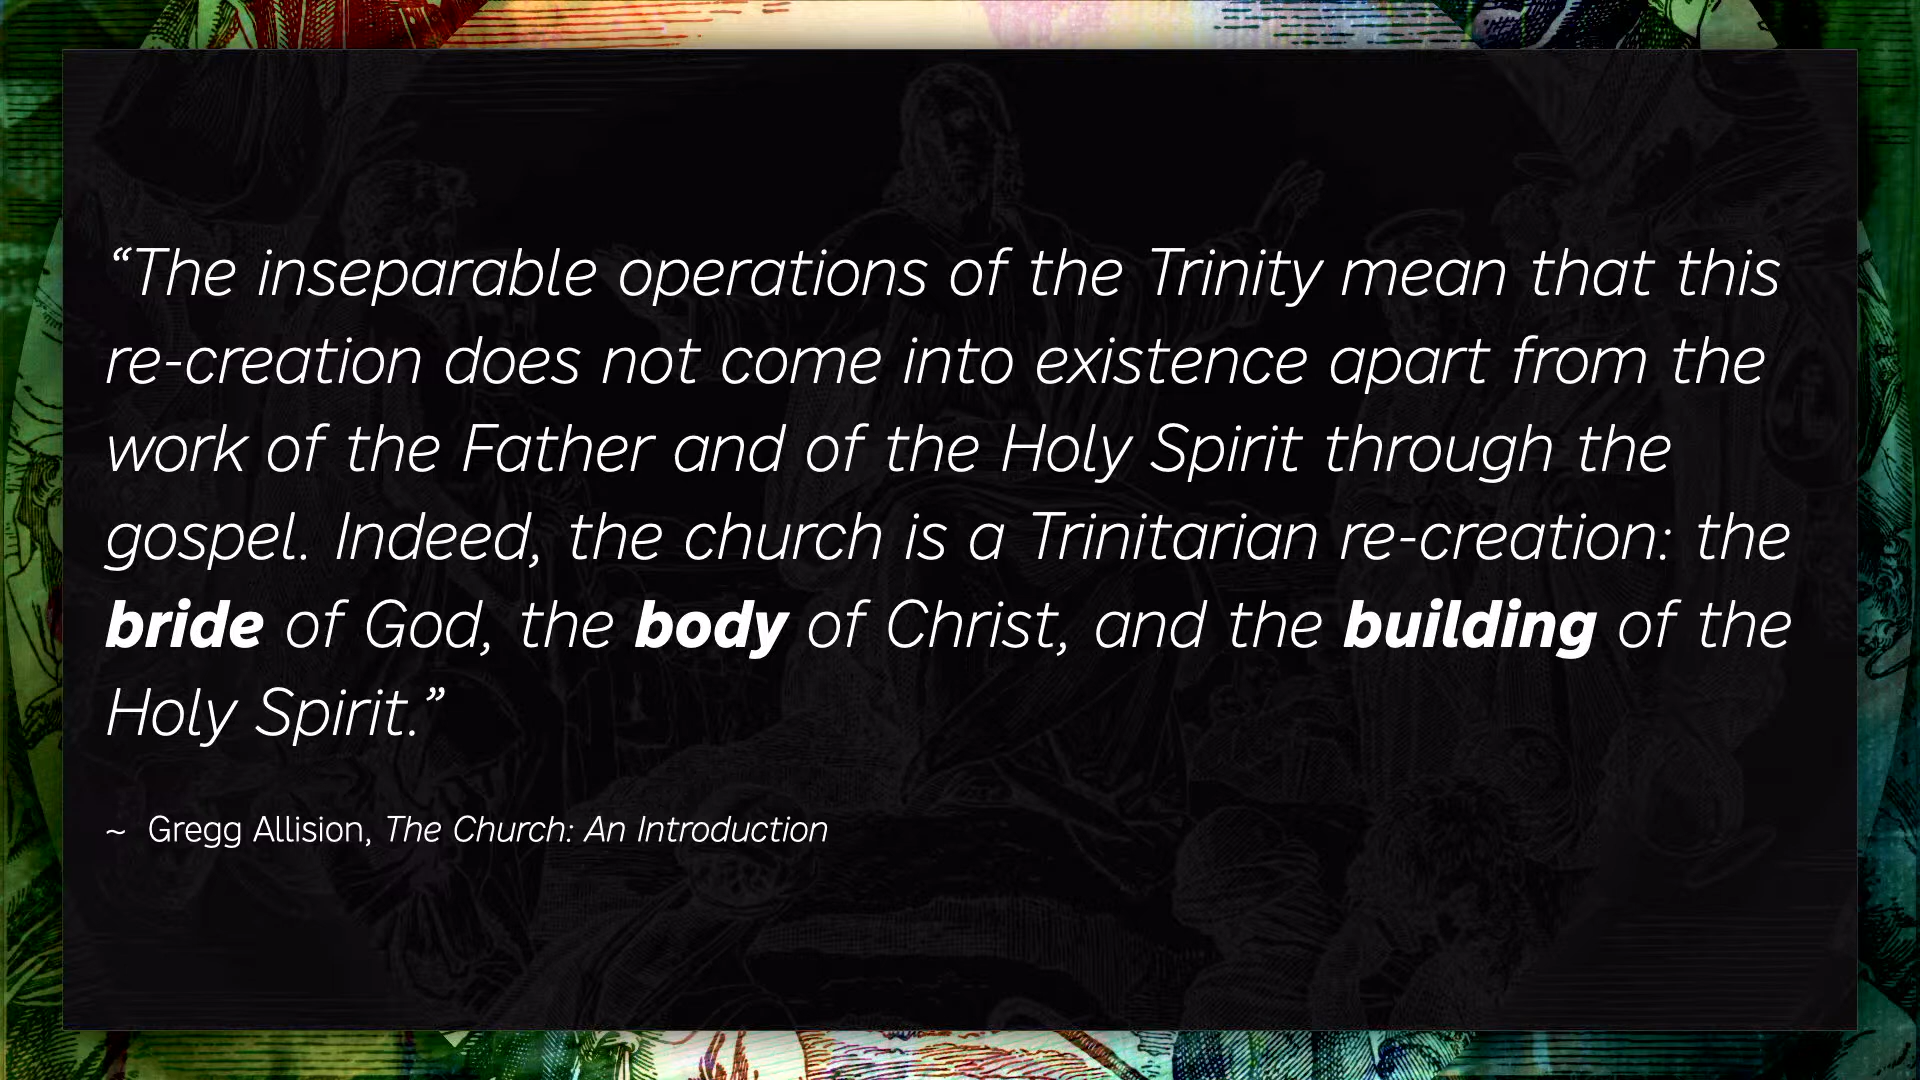 “The inseparable operations of the Trinity mean that this
re-creation does not come into existence apart from the
work of the Father and of the Holy Spirit through the
gospel. Indeed, the church is a Trinitarian re-creation: the
bride of God, the body of Christ, and the building of the
Holy Spirit.”
~ Gregg Allision, The Church: An Introduction